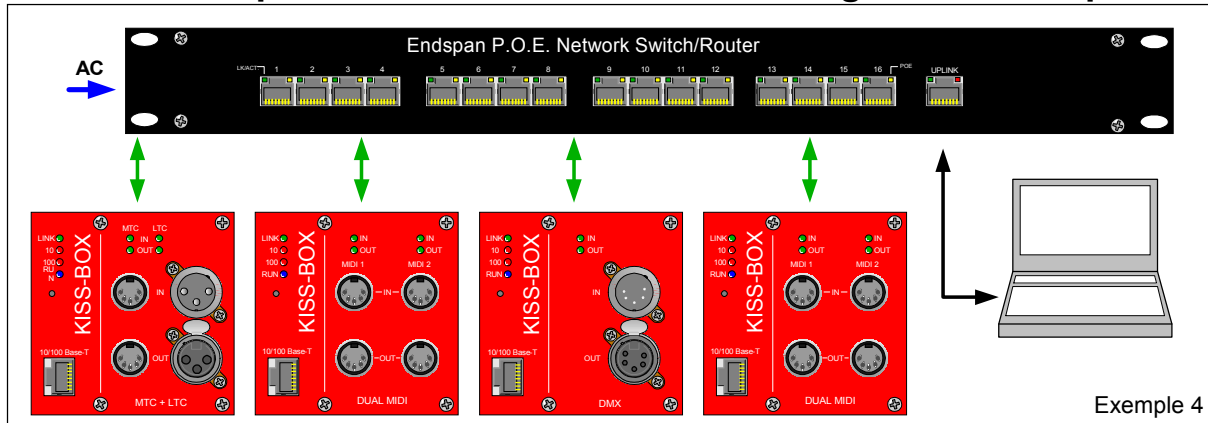 Endspan P.O.E. Network Switch/Router
AC
LK/ACT 1 2 3 4 5 6 7 8 9 10 11 12 13 14 15 16 POE UPLINK
KISS-BOX
MTC LTC
LINK IN
10 OUT
100
RU
N
IN
10/100 Base-T
OUT
MTC + LTC
KISS-BOX
LINK IN IN
10 OUT OUT
100
RUN MIDI 1 MIDI 2
IN
10/100 Base-T
OUT
DUAL MIDI
KISS-BOX
LINK IN
10 OUT
100
RUN
IN
10/100 Base-T
OUT
DMX
KISS-BOX
LINK IN IN
10 OUT OUT
100
RUN MIDI 1 MIDI 2
IN
10/100 Base-T
OUT
DUAL MIDI
Exemple 4